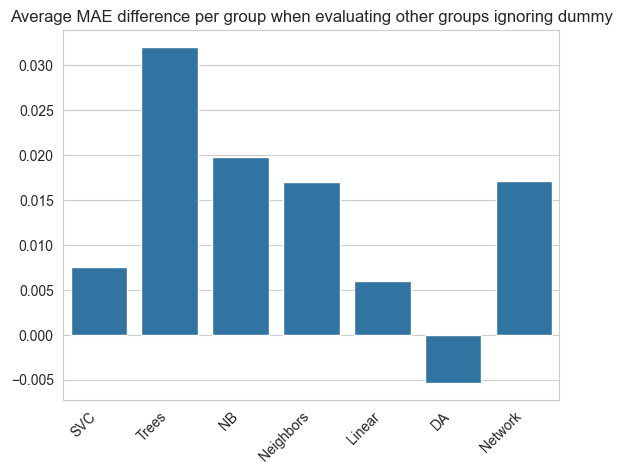 Average MAE difference per group when evaluating other groups ignoring dummy
0.030
0.025
0.020
0.015
0.010
0.005
0.000
−0.005
SVC
Trees
NB
Neighbors
Linear
DA
Network